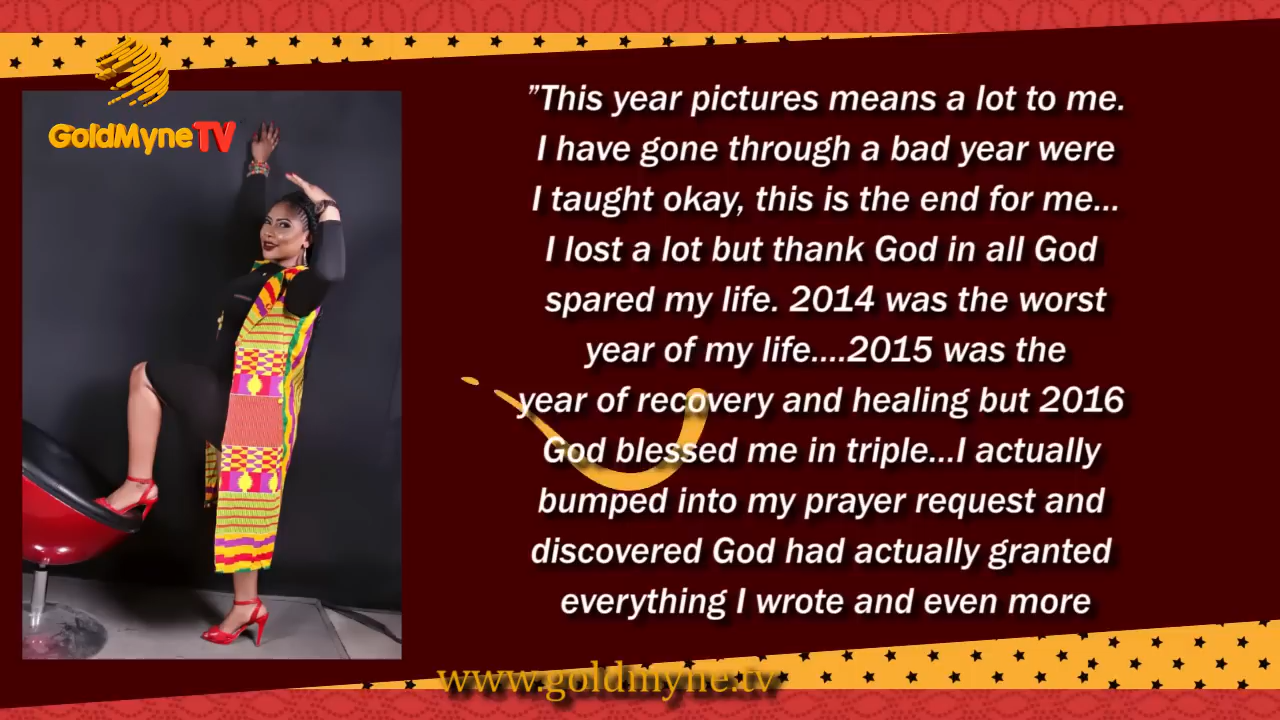 GoldMyneTV
"This year pictures means a lot to me.
I have gone through a bad year were
I taught okay, this is the end for me...
I lost a lot but thank God in all God
spared my life. 2014 was the worst
year of my life....2015 was the
year of recovery and healing but 2016
God blessed me in triple...I actually
bumped into my prayer request and
discovered God had actually granted
everything I wrote and even more
www.goldmyne.tv